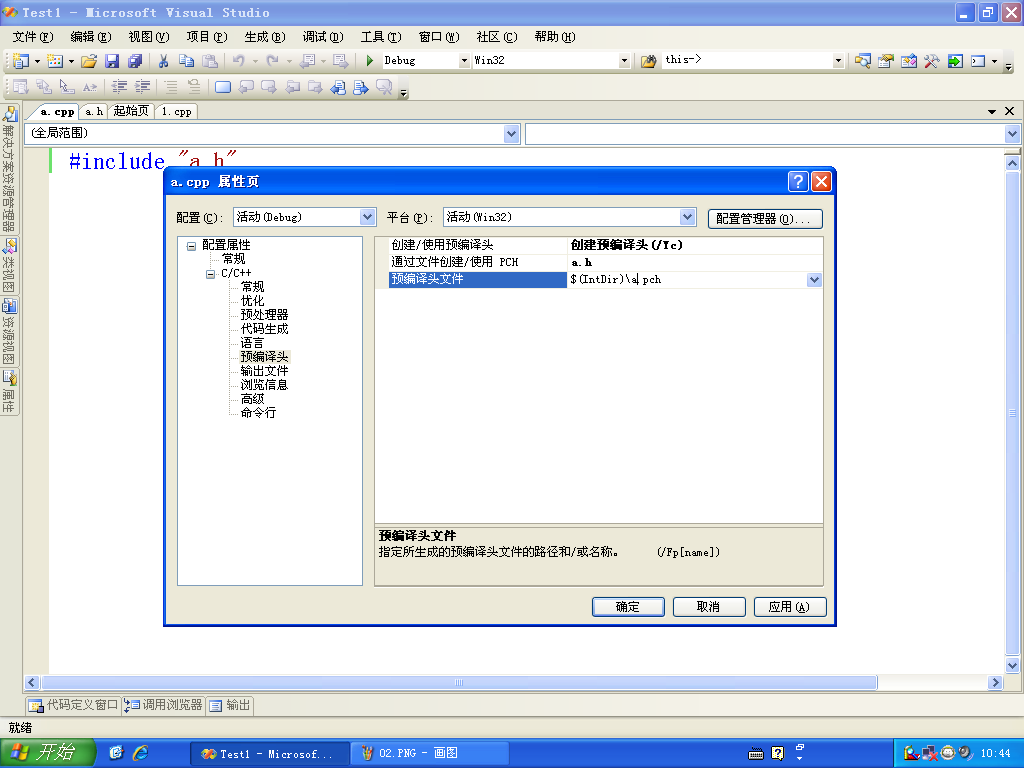 Test1 - Microsoft Visual Studio
文件(F) 编辑(E) 视图(V) 项目(P) 生成(B) 调试(D) 工具(T) 窗口(W) 社区(C) 帮助(H)
Debug Win32 this->
a.cpp a.h 起始页 1.cpp
(全局范围)
#include "a.h"
解决方案资源管理器
类视图
资源视图
属性
a.cpp 属性页
配置(C): 活动(Debug) 平台(P): 活动(Win32) 配置管理器(O)...
配置属性
常规
C/C++
常规
优化
预处理器
代码生成
语言
预编译头
输出文件
浏览信息
高级
命令行
创建/使用预编译头 创建预编译头(/Yc)
通过文件创建/使用 PCH a.h
预编译头文件 $(IntDir)\a.pch
预编译头文件
指定所生成的预编译头文件的路径和/或名称。 (/Fp[name])
确定 取消 应用(A)
代码定义窗口 调用浏览器 输出
就绪
开始 Test1 - Microsof... 02.PNG - 画图 10:44